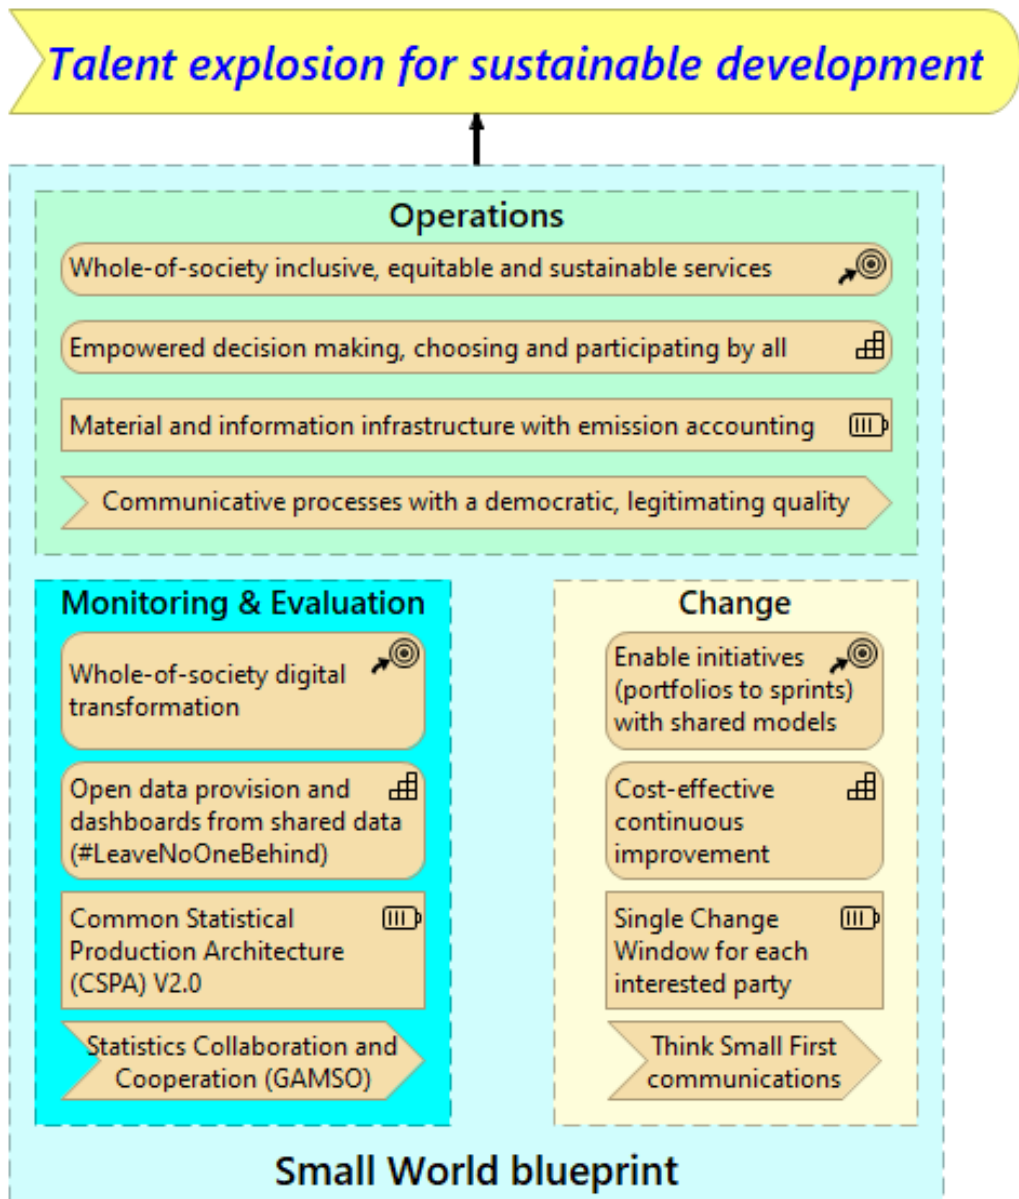 Talent explosion for sustainable development
Operations
Whole-of-society inclusive, equitable and sustainable services
Empowered decision making, choosing and participating by all
Material and information infrastructure with emission accounting
Communicative processes with a democratic, legitimating quality
Monitoring & Evaluation
Whole-of-society digital
transformation
Open data provision and
dashboards from shared data
(#LeaveNoOneBehind)
Common Statistical
Production Architecture
(CSPA) V2.0
Statistics Collaboration and
Cooperation (GAMSO)
Change
Enable initiatives
(portfolios to sprints)
with shared models
Cost-effective
continuous
improvement
Single Change
Window for each
interested party
Think Small First
communications
Small World blueprint